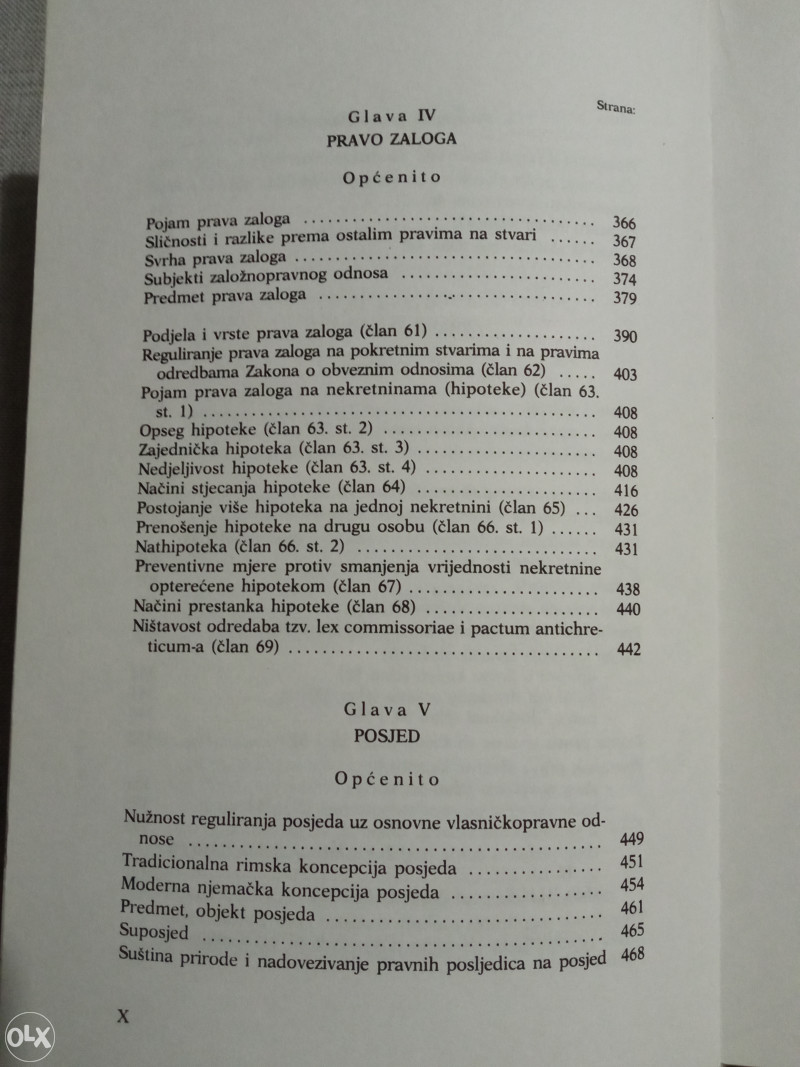 Strana:
Glava IV
PRAVO ZALOGA
Općenito
Pojam prava zaloga ........ 366
Sličnosti i razlike prema ostalim pravima na stvari ...... 367
Svrha prava zaloga ........ 368
Subjekti založnopravnog odnosa ........ 374
Predmet prava zaloga ........ 379
Podjela i vrste prava zaloga (član 61) ........ 390
Reguliranje prava zaloga na pokretnim stvarima i na pravima
odredbama Zakona o obveznim odnosima (član 62) ..... 403
Pojam prava zaloga na nekretninama (hipoteke) (član 63.
st. 1) ........ 408
Opseg hipoteke (član 63. st. 2) ........ 408
Zajednička hipoteka (član 63. st. 3) ........ 408
Nedjeljivost hipoteke (član 63. st. 4) ........ 408
Načini stjecanja hipoteke (član 64) ........ 416
Postojanje više hipoteka na jednoj nekretnini (član 65) ... 426
Prenošenje hipoteke na drugu osobu (član 66. st. 1) ...... 431
Nathipoteka (član 66. st. 2) ........ 431
Preventivne mjere protiv smanjenja vrijednosti nekretnine
opterećene hipotekom (član 67) ........ 438
Načini prestanka hipoteke (član 68) ........ 440
Ništavost odredaba tzv. lex commissoriae i pactum antichre-
ticum-a (član 69) ........ 442
Glava V
POSJED
Općenito
Nužnost reguliranja posjeda uz osnovne vlasničkopravne od-
nose ........ 449
Tradicionalna rimska koncepcija posjeda ........ 451
Moderna njemačka koncepcija posjeda ........ 454
Predmet, objekt posjeda ........ 461
Suposjed ........ 465
Suština prirode i nadovezivanje pravnih posljedica na posjed 468
X
OLX